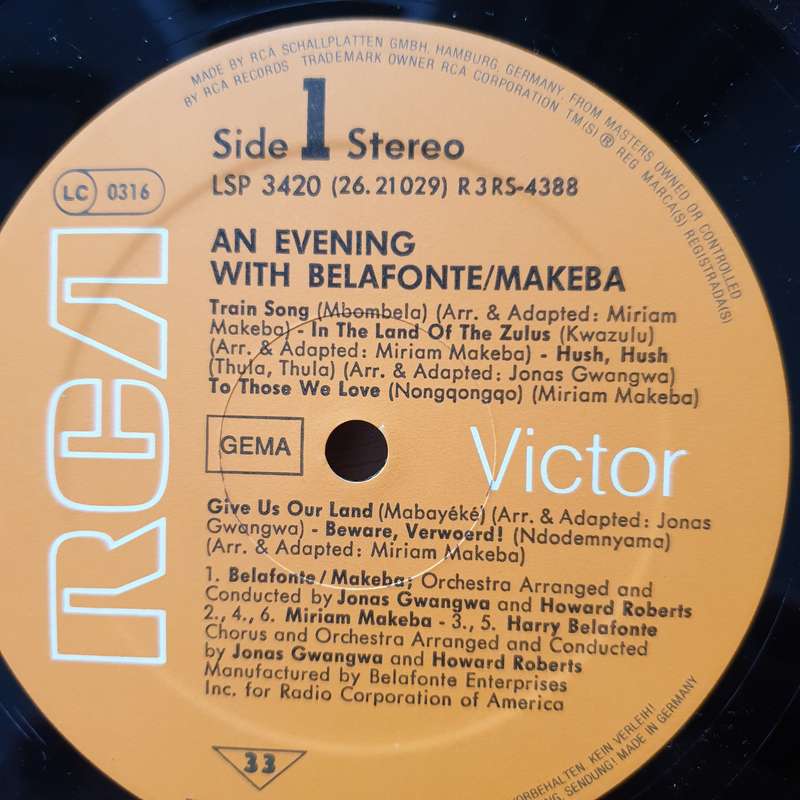 MADE BY RCA SCHALLPLATTEN GMBH, HAMBURG, GERMANY, FROM MASTERS OWNED OR CONTROLLED
BY RCA RECORDS TRADEMARK OWNER RCA CORPORATION TM(S) ® REG MARCA(S) REGISTRADA(S)
Side 1 Stereo
LC 0316
LSP 3420 (26.21029) R3RS-4388
AN EVENING
WITH BELAFONTE/MAKEBA
Train Song (Mbombela) (Arr. & Adapted: Miriam
Makeba) - In The Land Of The Zulus (Kwazulu)
(Arr. & Adapted: Miriam Makeba) - Hush, Hush
(Thula, Thula) (Arr. & Adapted: Jonas Gwangwa)
To Those We Love (Nongqongqo) (Miriam Makeba)
RCA
GEMA
Victor
Give Us Our Land (Mabayéké) (Arr. & Adapted: Jonas
Gwangwa) - Beware, Verwoerd! (Ndodemnyama)
(Arr. & Adapted: Miriam Makeba)
1. Belafonte/Makeba; Orchestra Arranged and
Conducted by Jonas Gwangwa and Howard Roberts
2., 4., 6. Miriam Makeba - 3., 5. Harry Belafonte
Chorus and Orchestra Arranged and Conducted
by Jonas Gwangwa and Howard Roberts
Manufactured by Belafonte Enterprises
Inc. for Radio Corporation of America
33
KEIN VERLEIH!
SENDUNG! MADE IN GERMANY